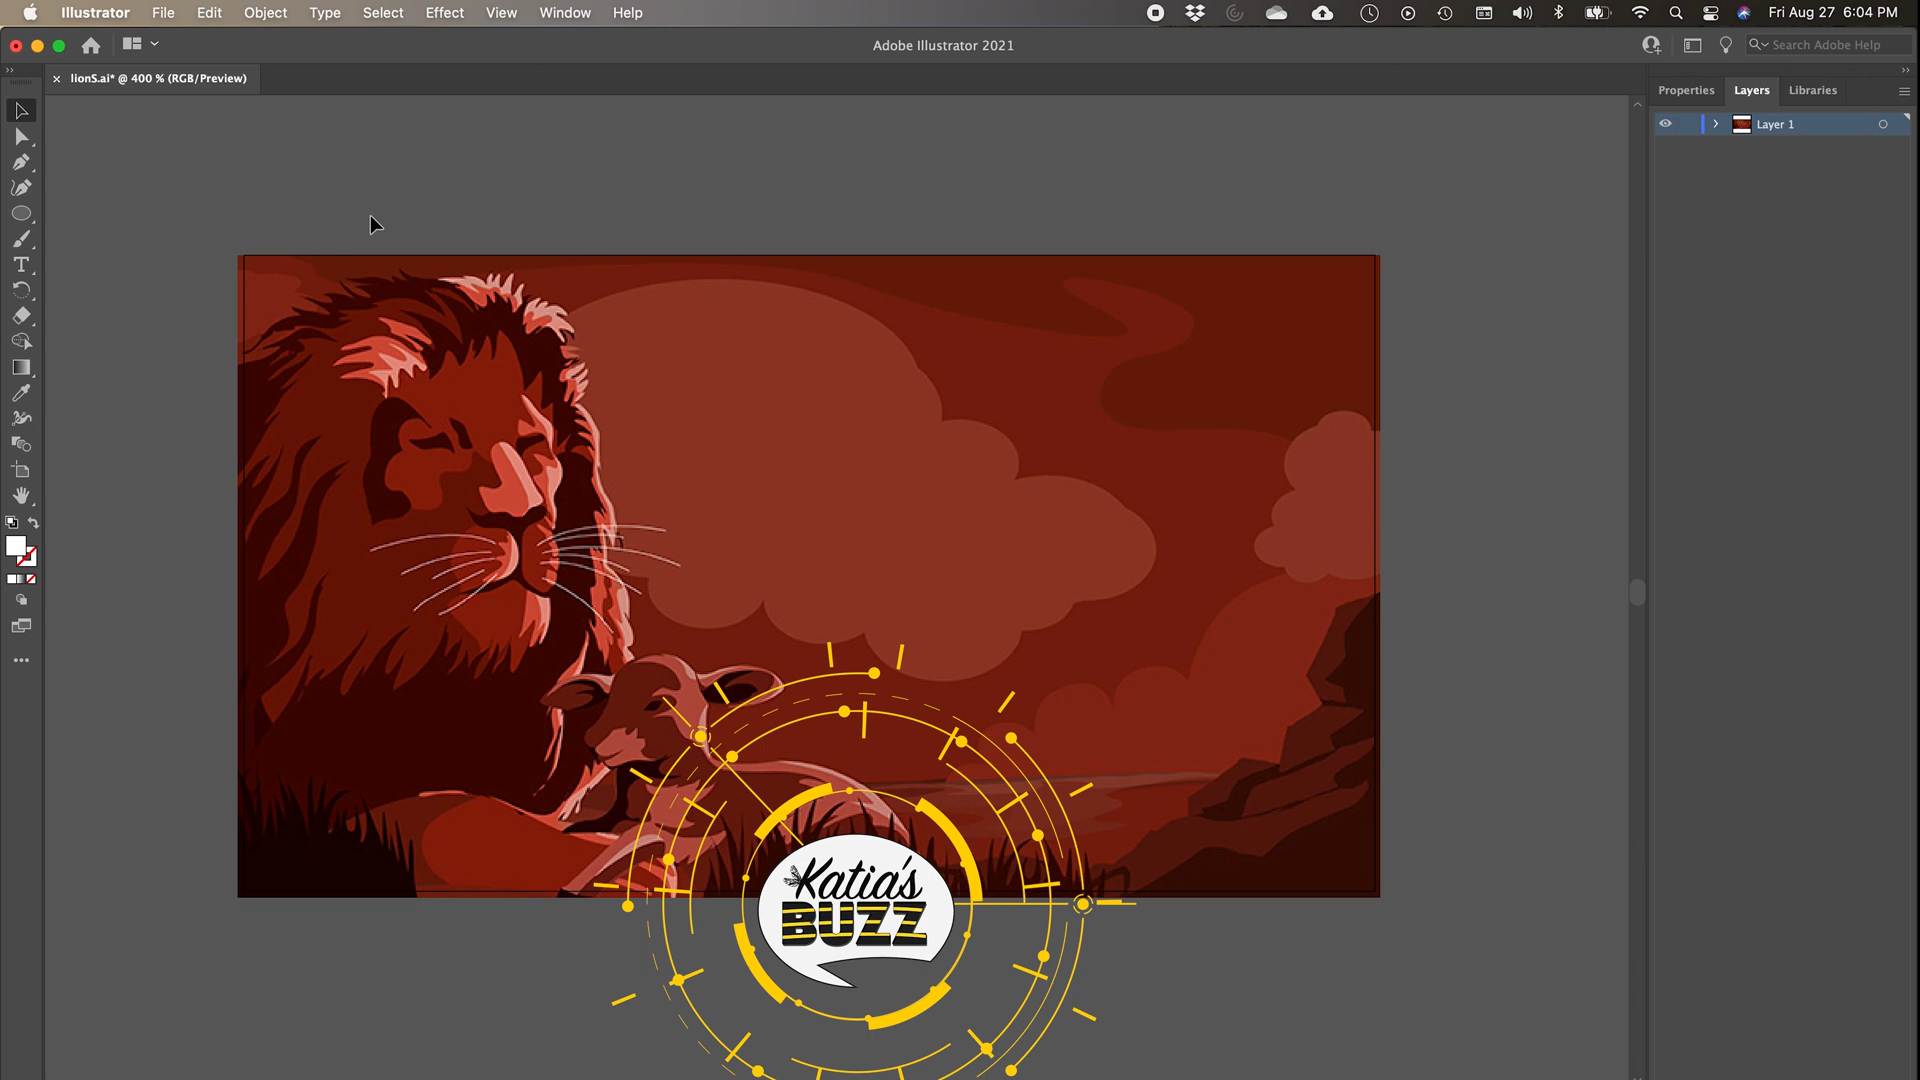 Illustrator File Edit Object Type Select Effect View Window Help Fri Aug 27 6:04 PM
Adobe Illustrator 2021 Search Adobe Help
× lionS.ai* @ 400 % (RGB/Preview)
Properties Layers Libraries
Layer 1
Katia's
BUZZ